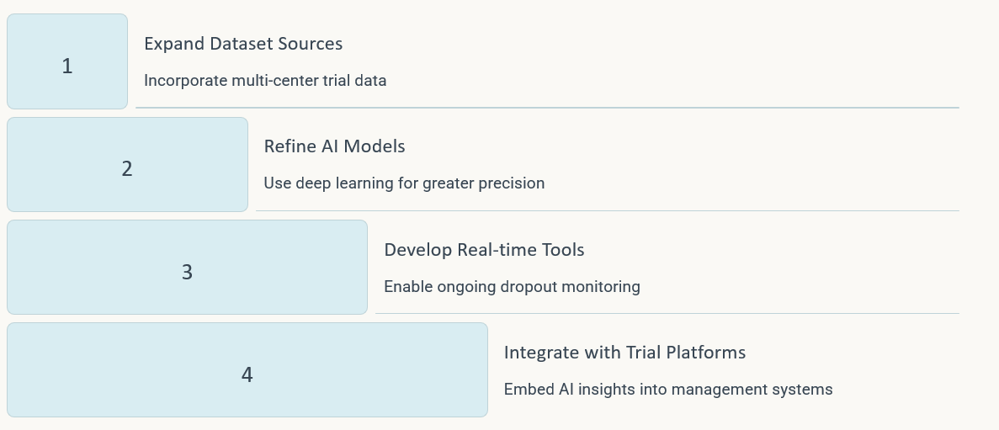 1
Expand Dataset Sources
Incorporate multi-center trial data
2
Refine AI Models
Use deep learning for greater precision
3
Develop Real-time Tools
Enable ongoing dropout monitoring
4
Integrate with Trial Platforms
Embed AI insights into management systems